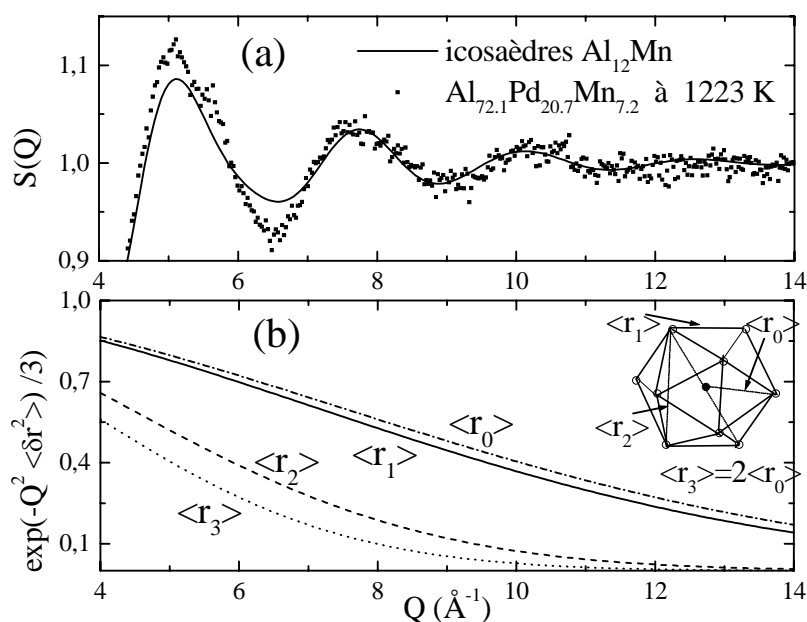 (a)
icosaèdres Al12Mn
Al72.1Pd20.7Mn7.2 à 1223 K
S(Q)
1,1
1,0
0,9
4 6 8 10 12 14
(b)
exp(-Q² <δr²>) /3)
1,0
0,7
0,4
0,1
<r1>
<r0>
<r2>
<r3>=2<r0>
<r0>
<r1>
<r2>
<r3>
4 6 8 10 12 14
Q (Å⁻¹)